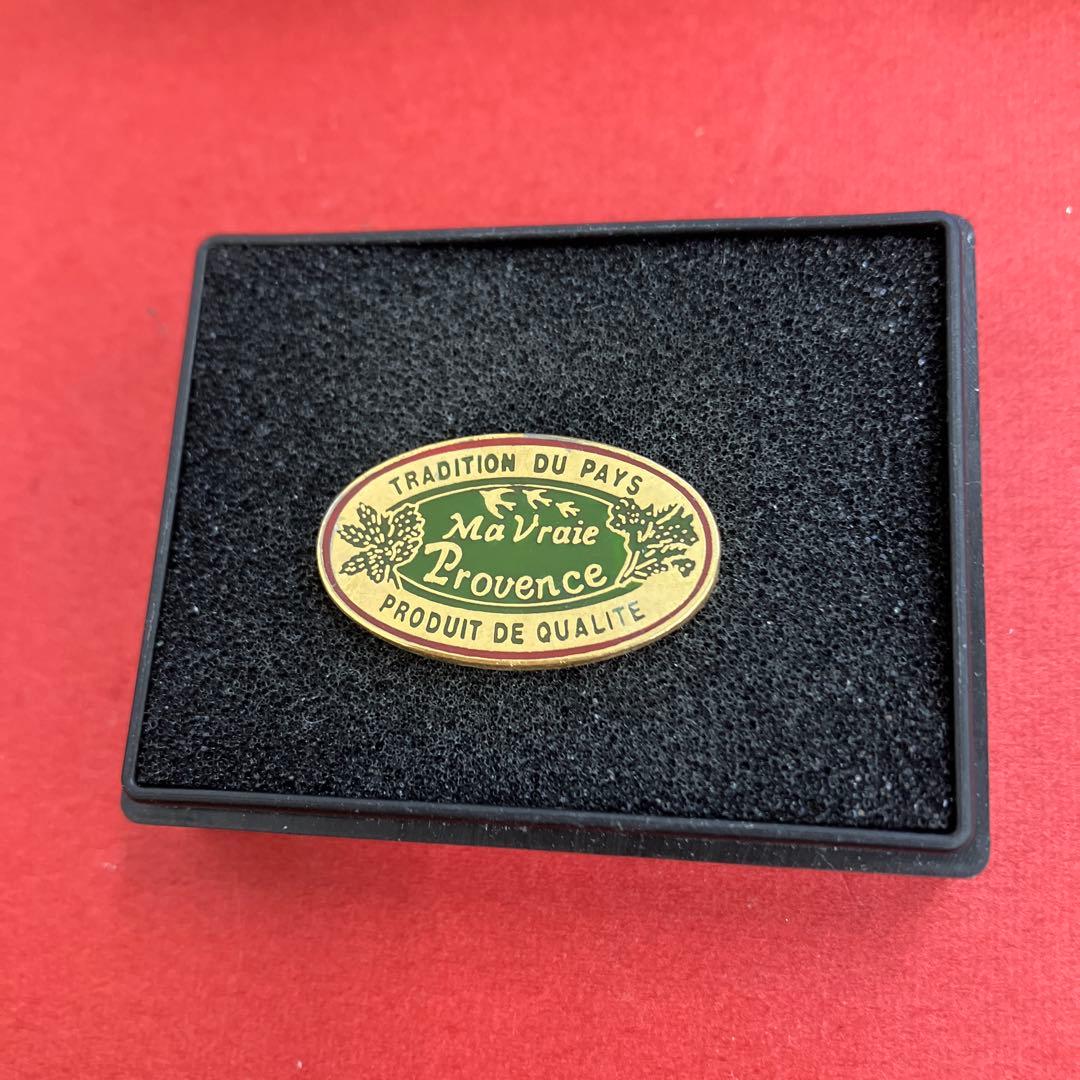 TRADITION DU PAYS
Ma Vraie
Provence
PRODUIT DE QUALITE